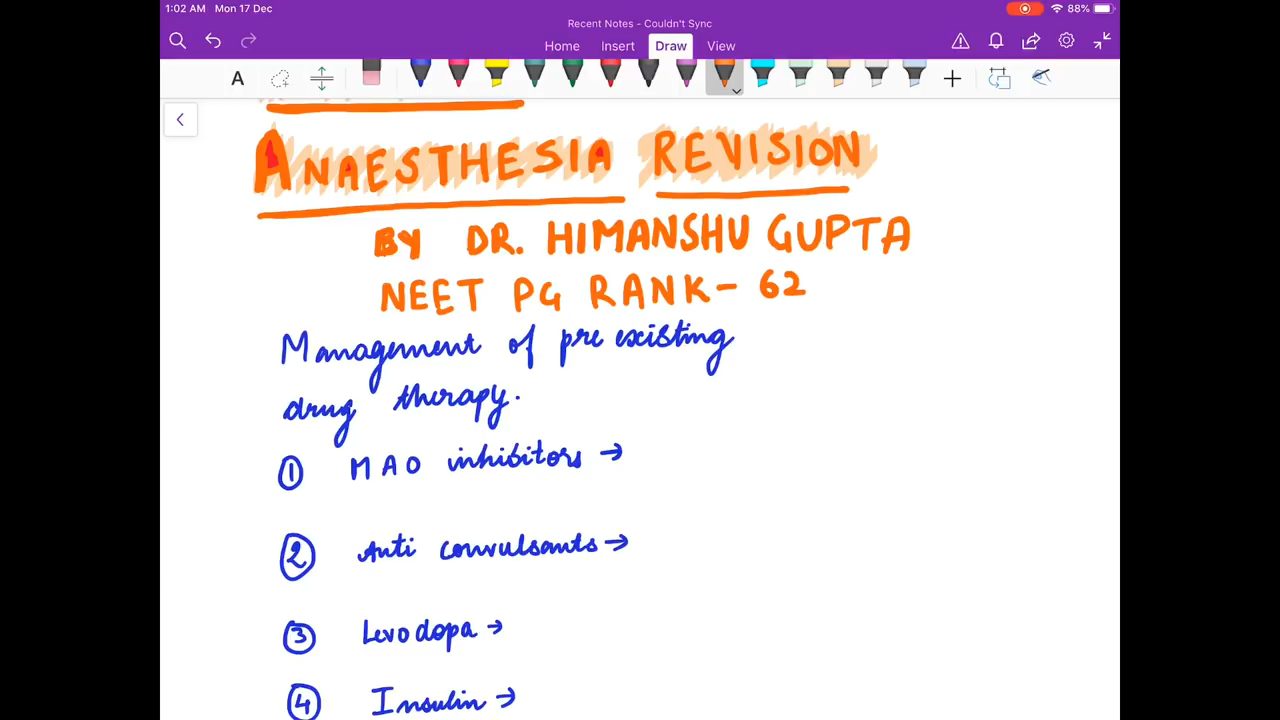 1:02 AM Mon 17 Dec
88%
Recent Notes - Couldn't Sync
Home Insert Draw View
A
ANAESTHESIA REVISION
BY DR. HIMANSHU GUPTA
NEET PG RANK- 62
Management of pre existing
drug therapy.
① MAO inhibitors →
② Anti convulsants →
③ Levodopa →
④ Insulin →